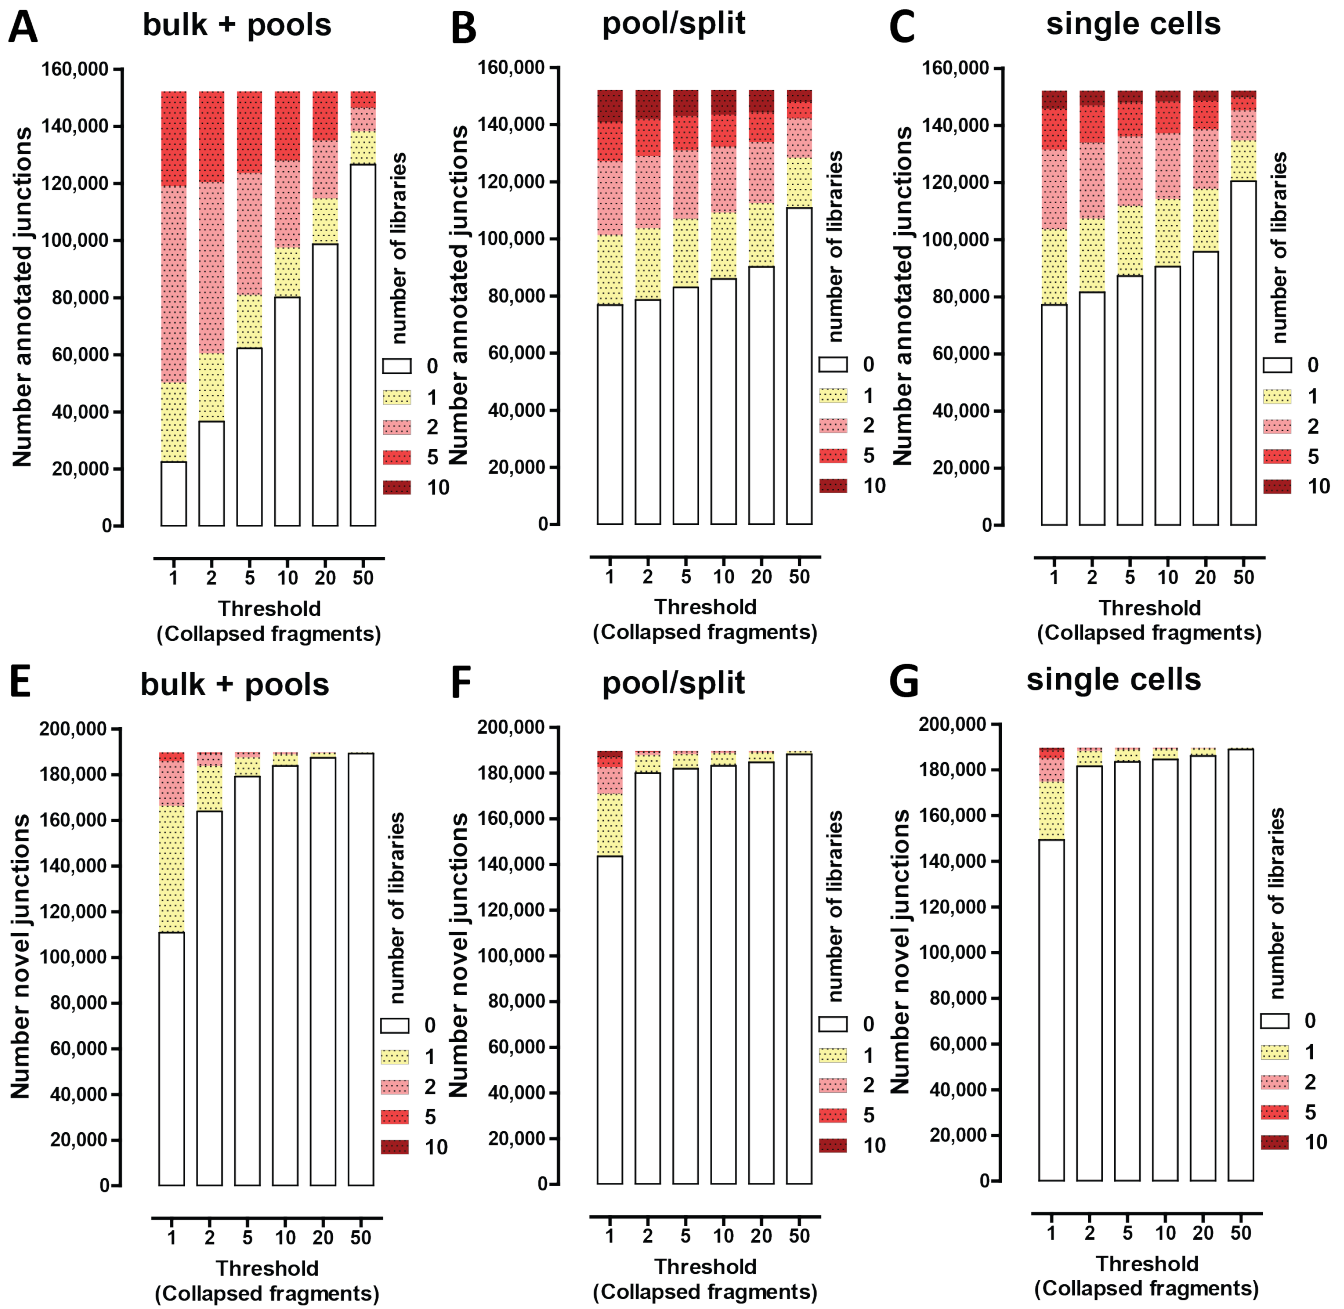 A
bulk + pools
Number annotated junctions
160,000
140,000
120,000
100,000
80,000
60,000
40,000
20,000
0
number of libraries
0
1
2
5
10
1 2 5 10 20 50
Threshold
(Collapsed fragments)
B
pool/split
Number annotated junctions
160,000
140,000
120,000
100,000
80,000
60,000
40,000
20,000
0
number of libraries
0
1
2
5
10
1 2 5 10 20 50
Threshold
(Collapsed fragments)
C
single cells
Number annotated junctions
160,000
140,000
120,000
100,000
80,000
60,000
40,000
20,000
0
number of libraries
0
1
2
5
10
1 2 5 10 20 50
Threshold
(Collapsed fragments)
E
bulk + pools
Number novel junctions
200,000
180,000
160,000
140,000
120,000
100,000
80,000
60,000
40,000
20,000
0
number of libraries
0
1
2
5
10
1 2 5 10 20 50
Threshold
(Collapsed fragments)
F
pool/split
Number novel junctions
200,000
180,000
160,000
140,000
120,000
100,000
80,000
60,000
40,000
20,000
0
number of libraries
0
1
2
5
10
1 2 5 10 20 50
Threshold
(Collapsed fragments)
G
single cells
Number novel junctions
200,000
180,000
160,000
140,000
120,000
100,000
80,000
60,000
40,000
20,000
0
number of libraries
0
1
2
5
10
1 2 5 10 20 50
Threshold
(Collapsed fragments)